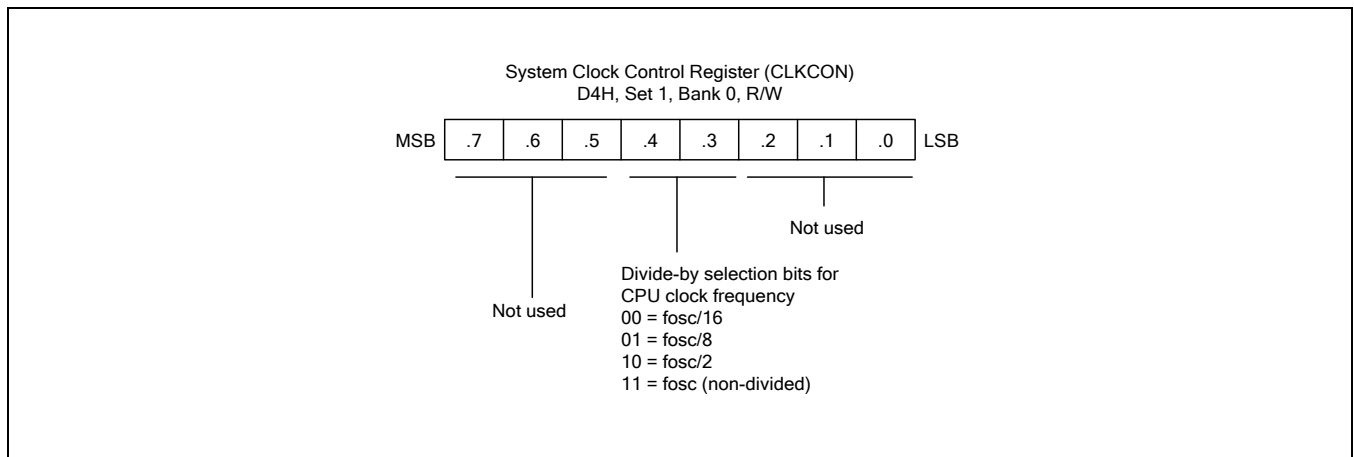 System Clock Control Register (CLKCON)
D4H, Set 1, Bank 0, R/W
MSB .7 .6 .5 .4 .3 .2 .1 .0 LSB
Not used
Divide-by selection bits for
CPU clock frequency
00 = fosc/16
01 = fosc/8
10 = fosc/2
11 = fosc (non-divided)
Not used